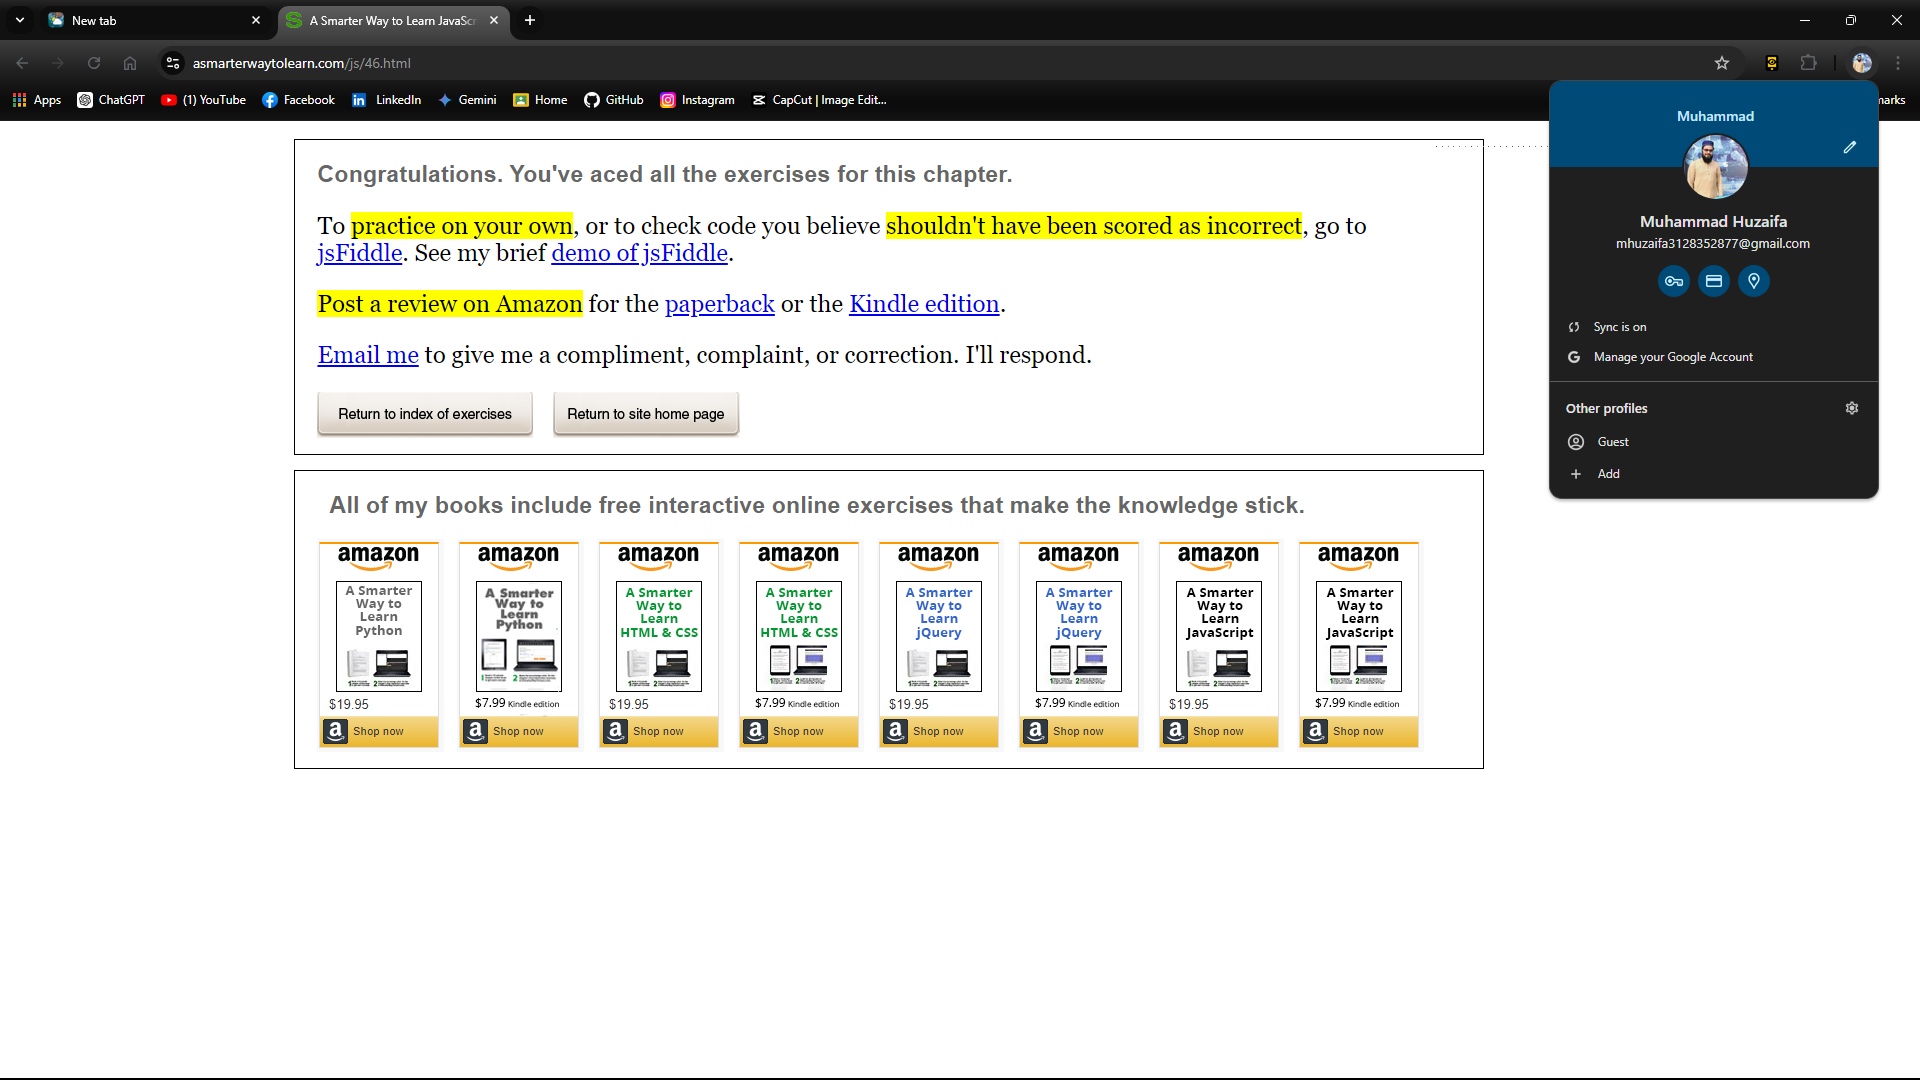 New tab
A Smarter Way to Learn JavaSc
asmarterwaytolearn.com/js/46.html
Apps
ChatGPT
(1) YouTube
Facebook
LinkedIn
Gemini
Home
GitHub
Instagram
CapCut | Image Edit...
marks
Congratulations. You've aced all the exercises for this chapter.
To practice on your own, or to check code you believe shouldn't have been scored as incorrect, go to
jsFiddle. See my brief demo of jsFiddle.
Post a review on Amazon for the paperback or the Kindle edition.
Email me to give me a compliment, complaint, or correction. I'll respond.
Return to index of exercises
Return to site home page
Muhammad
Muhammad Huzaifa
mhuzaifa3128352877@gmail.com
Sync is on
Manage your Google Account
Other profiles
Guest
Add
All of my books include free interactive online exercises that make the knowledge stick.
amazon
A Smarter
Way to
Learn
Python
$19.95
Shop now
amazon
A Smarter
Way to
Learn
Python
$7.99 Kindle edition
Shop now
amazon
A Smarter
Way to
Learn
HTML & CSS
$19.95
Shop now
amazon
A Smarter
Way to
Learn
HTML & CSS
$7.99 Kindle edition
Shop now
amazon
A Smarter
Way to
Learn
jQuery
$19.95
Shop now
amazon
A Smarter
Way to
Learn
jQuery
$7.99 Kindle edition
Shop now
amazon
A Smarter
Way to
Learn
JavaScript
$19.95
Shop now
amazon
A Smarter
Way to
Learn
JavaScript
$7.99 Kindle edition
Shop now